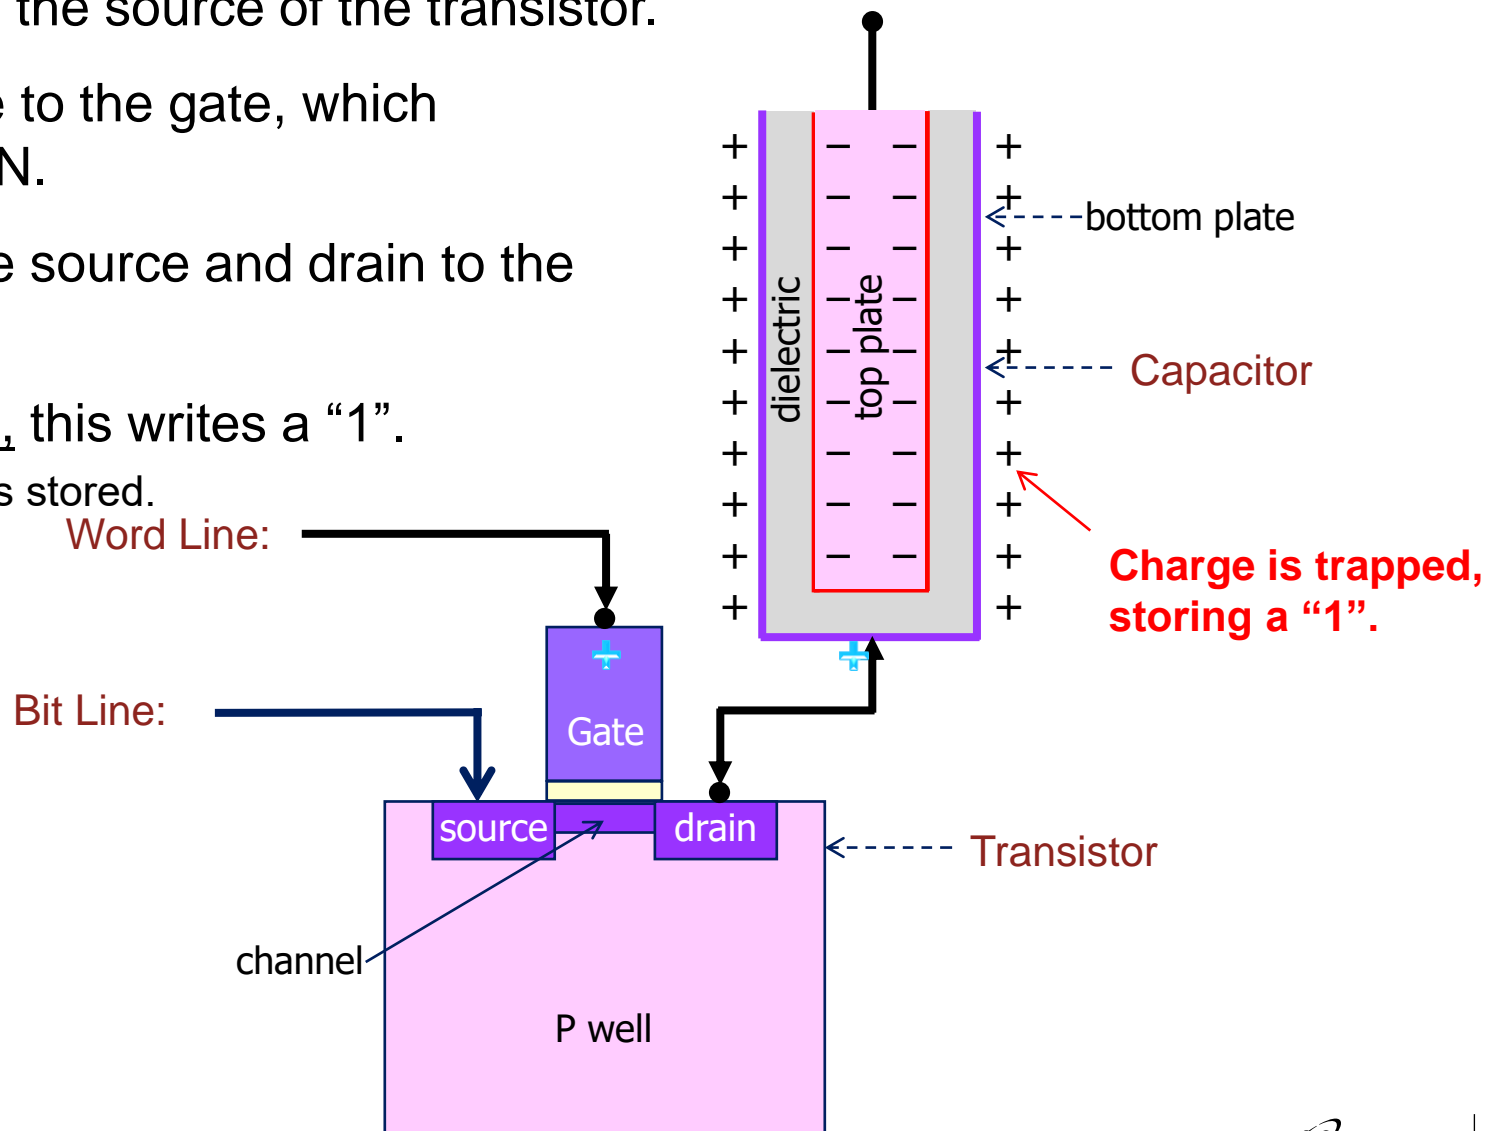 the source of the transistor.
e to the gate, which
N.
e source and drain to the
, this writes a “1”.
s stored.
Word Line:
Bit Line:
Gate
source
drain
channel
P well
Transistor
dielectric
top plate
bottom plate
Capacitor
Charge is trapped,
storing a “1”.